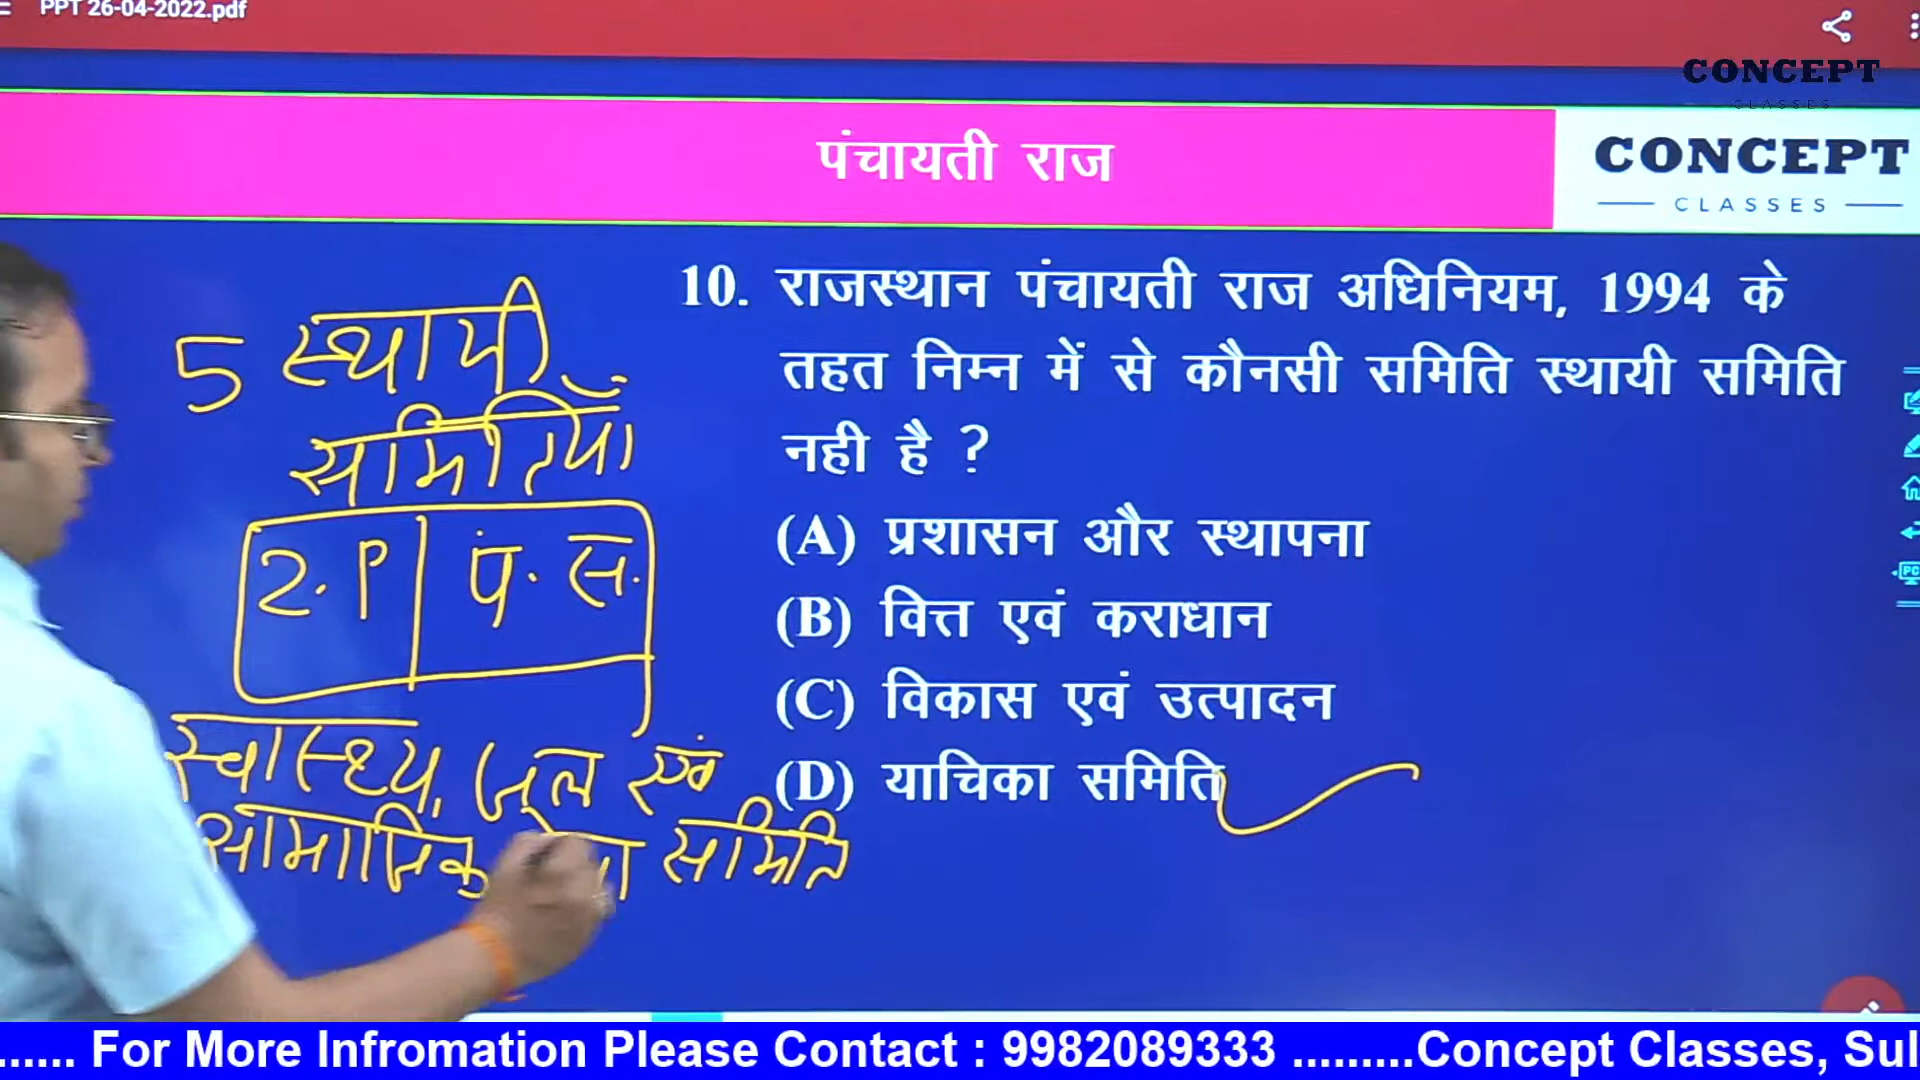 PPT 26-04-2022.pdf
CONCEPT
CLASSES
पंचायती राज
CONCEPT
CLASSES
10. राजस्थान पंचायती राज अधिनियम, 1994 के
तहत निम्न में से कौनसी समिति स्थायी समिति
नही है ?
(A) प्रशासन और स्थापना
(B) वित्त एवं कराधान
(C) विकास एवं उत्पादन
(D) याचिका समिति
5 स्थायी
समितियाँ
2. P पं. स.
स्वास्थ्य, जल एवं
सामाजिक समिति
...... For More Infromation Please Contact : 9982089333 .........Concept Classes, Sul